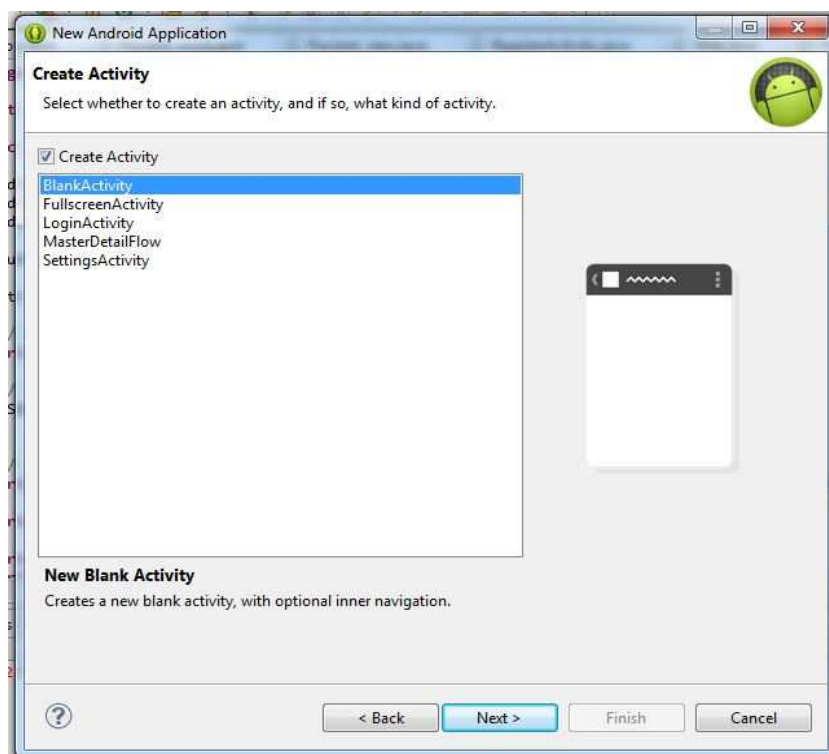 New Android Application
Create Activity
Select whether to create an activity, and if so, what kind of activity.
Create Activity
BlankActivity
FullscreenActivity
LoginActivity
MasterDetailFlow
SettingsActivity
New Blank Activity
Creates a new blank activity, with optional inner navigation.
?
< Back
Next >
Finish
Cancel